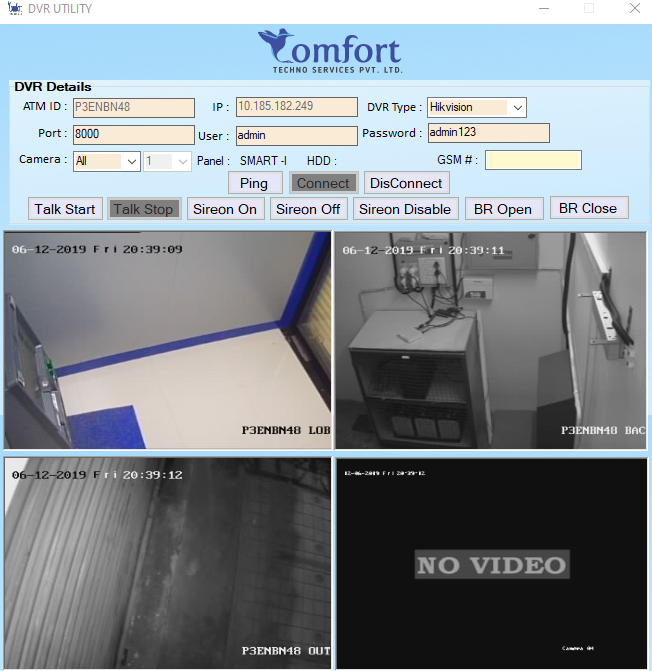 DVR UTILITY
Comfort
TECHNO SERVICES PVT. LTD.
DVR Details
ATM ID : P3ENBN48 IP : 10.185.182.249 DVR Type : Hikvision
Port : 8000 User : admin Password : admin123
Camera : All 1 Panel : SMART -I HDD : GSM # :
Ping Connect DisConnect
Talk Start Talk Stop Sireon On Sireon Off Sireon Disable BR Open BR Close
06-12-2019 Fri 20:39:09
P3ENBN48 LOB
06-12-2019 Fri 20:39:11
P3ENBN48 BAC
06-12-2019 Fri 20:39:12
P3ENBN48 OUT
12-06-2019 Fri 20:39:12
NO VIDEO
Camera 04